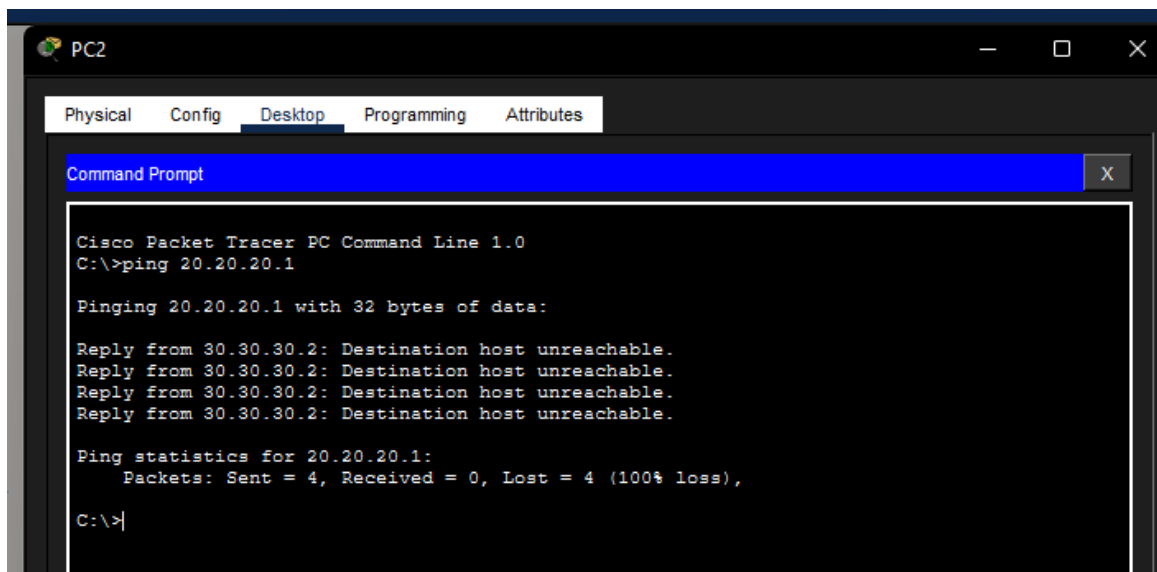 PC2
Physical Config Desktop Programming Attributes
Command Prompt X
Cisco Packet Tracer PC Command Line 1.0
C:\>ping 20.20.20.1
Pinging 20.20.20.1 with 32 bytes of data:
Reply from 30.30.30.2: Destination host unreachable.
Reply from 30.30.30.2: Destination host unreachable.
Reply from 30.30.30.2: Destination host unreachable.
Reply from 30.30.30.2: Destination host unreachable.
Ping statistics for 20.20.20.1:
Packets: Sent = 4, Received = 0, Lost = 4 (100% loss),
C:\>